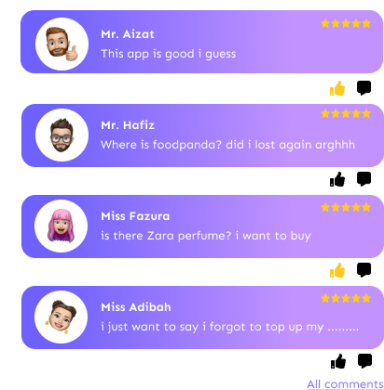 Mr. Aizat
This app is good i guess
Mr. Hafiz
Where is foodpanda? did i lost again arghhh
Miss Fazura
is there Zara perfume? i want to buy
Miss Adibah
i just want to say i forgot to top up my .........
All comments